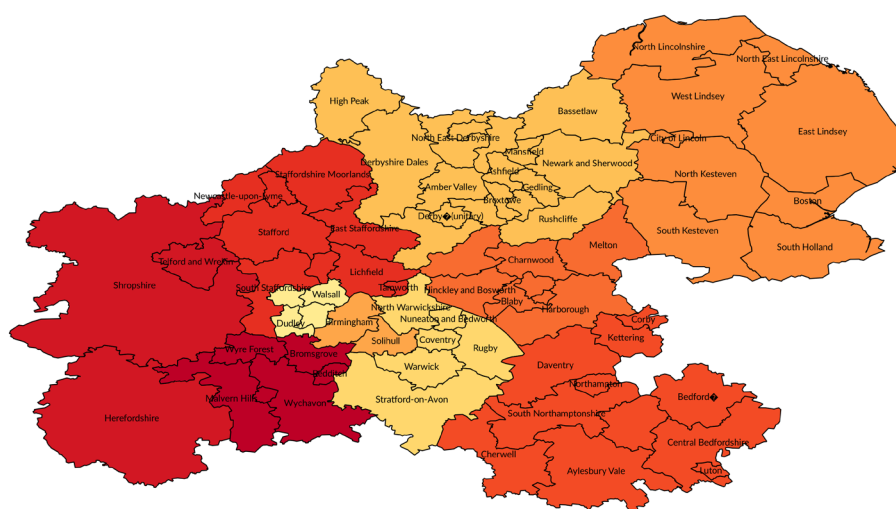 North Lincolnshire
North East Lincolnshire
High Peak
West Lindsey
Bassetlaw
East Lindsey
North East Derbyshire
City of Lincoln
Mansfield
Derbyshire Dales
Newark and Sherwood
Ashfield
Staffordshire Moorlands
North Kesteven
Amber Valley
Gedling
Newcastle-upon-Lyme
Broxtowe
Boston
Derby�(unitary)
Rushcliffe
East Staffordshire
Stafford
South Kesteven
Melton
South Holland
Charnwood
Telford and Wrekin
Lichfield
Shropshire
South Staffordshire
Tamworth
Hinckley and Bosworth
Walsall
Blaby
North Warwickshire
Harborough
Nuneaton and Bedworth
Corby
Dudley
Birmingham
Kettering
Solihull
Coventry
Wyre Forest
Rugby
Bromsgrove
Daventry
Warwick
Redditch
Northampton
Malvern Hills
Stratford-on-Avon
Bedford�
Wychavon
South Northamptonshire
Herefordshire
Central Bedfordshire
Cherwell
Aylesbury Vale
Luton